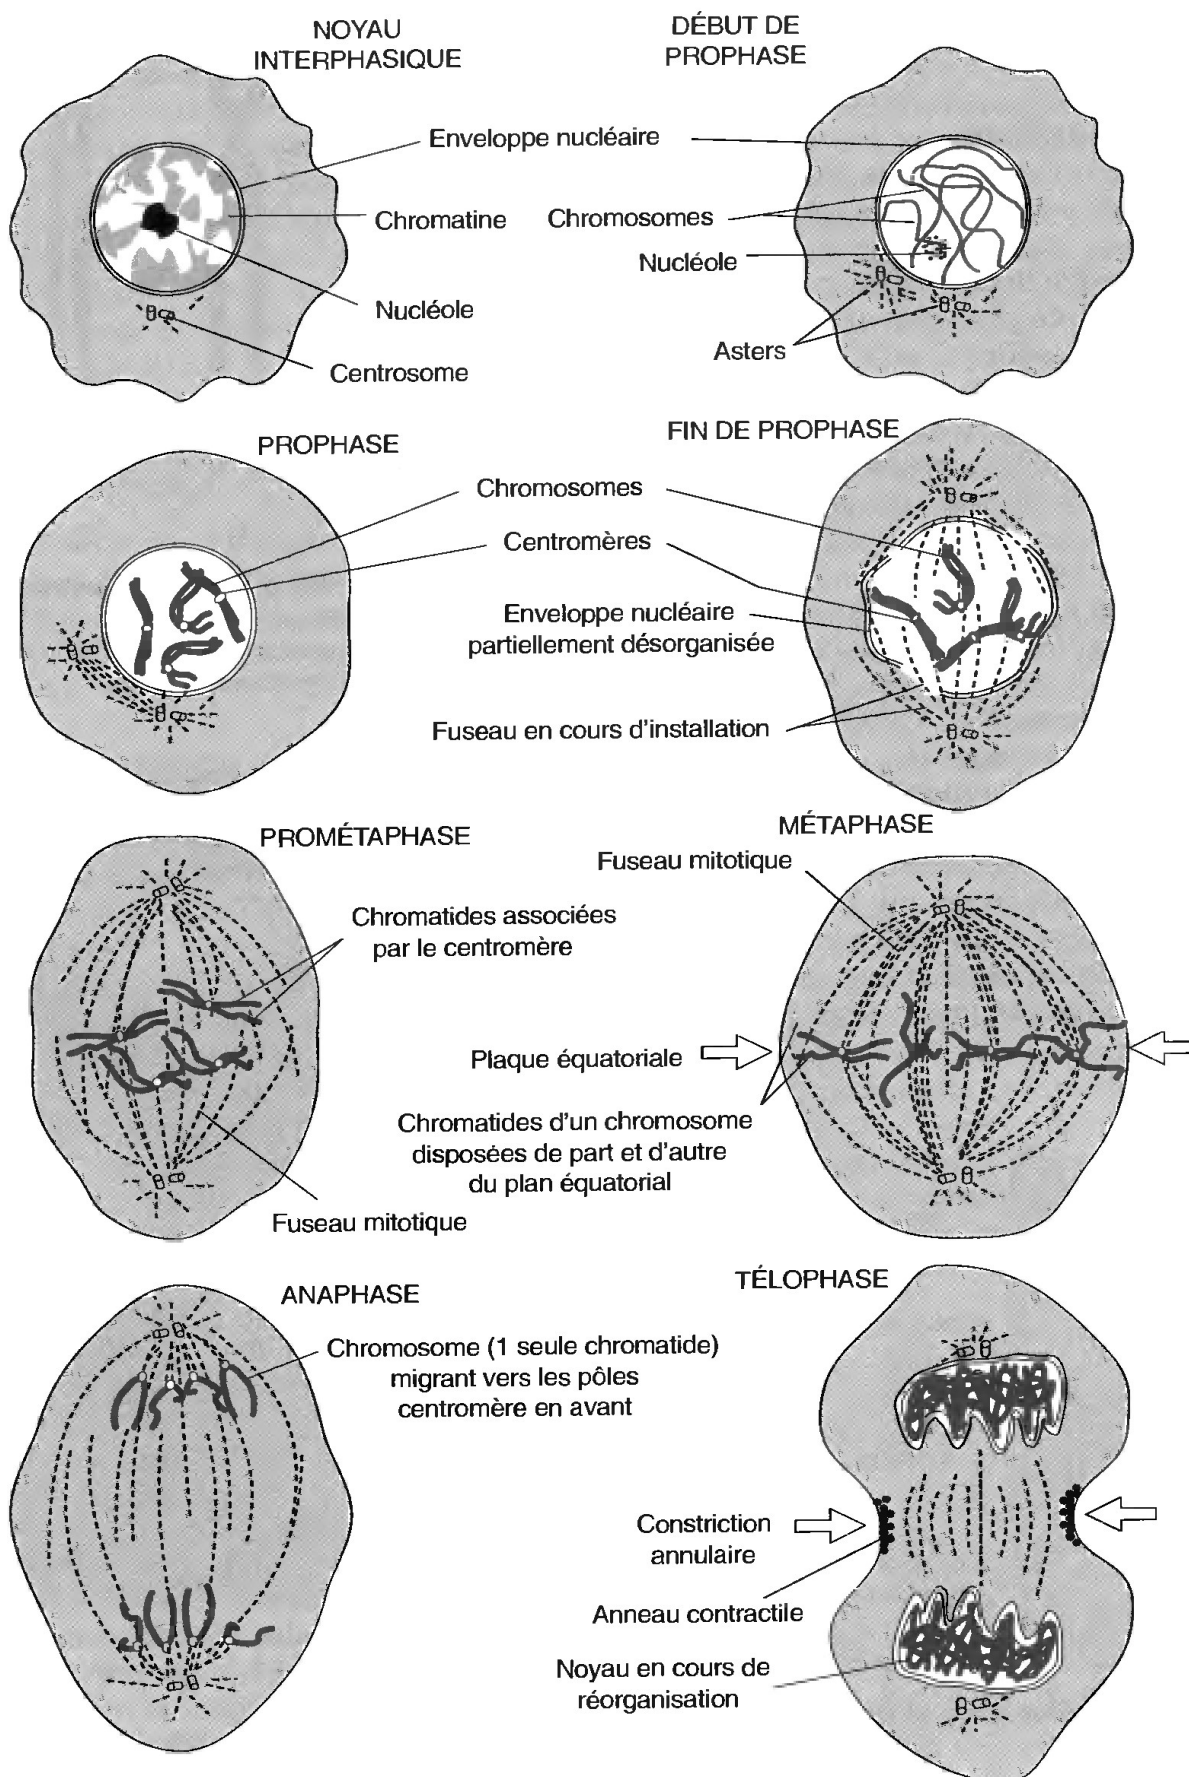 NOYAU
INTERPHASIQUE
DÉBUT DE
PROPHASE
Enveloppe nucléaire
Chromatine
Chromosomes
Nucléole
Nucléole
Asters
Centrosome
PROPHASE
FIN DE PROPHASE
Chromosomes
Centromères
Enveloppe nucléaire
partiellement désorganisée
Fuseau en cours d'installation
PROMÉTAPHASE
MÉTAPHASE
Fuseau mitotique
Chromatides associées
par le centromère
Plaque équatoriale
Chromatides d'un chromosome
disposées de part et d'autre
du plan équatorial
Fuseau mitotique
ANAPHASE
TÉLOPHASE
Chromosome (1 seule chromatide)
migrant vers les pôles
centromère en avant
Constriction
annulaire
Anneau contractile
Noyau en cours de
réorganisation